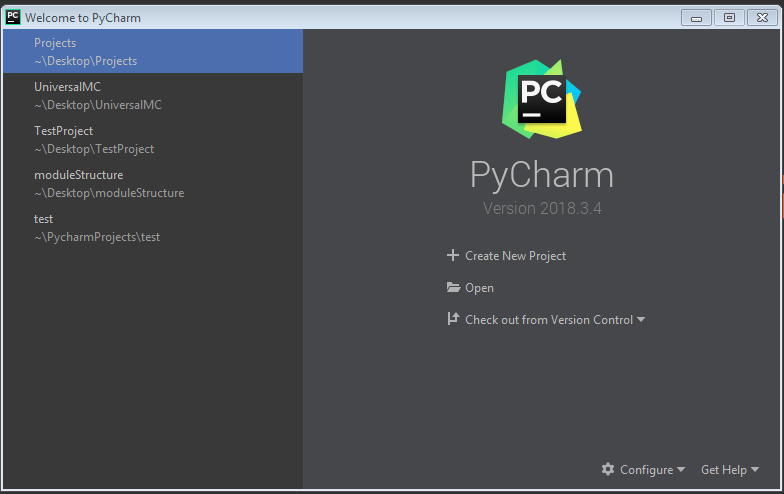 Welcome to PyCharm
Projects
~\Desktop\Projects
UniversalMC
~\Desktop\UniversalMC
TestProject
~\Desktop\TestProject
moduleStructure
~\Desktop\moduleStructure
test
~\PycharmProjects\test
PC
PyCharm
Version 2018.3.4
Create New Project
Open
Check out from Version Control
Configure
Get Help